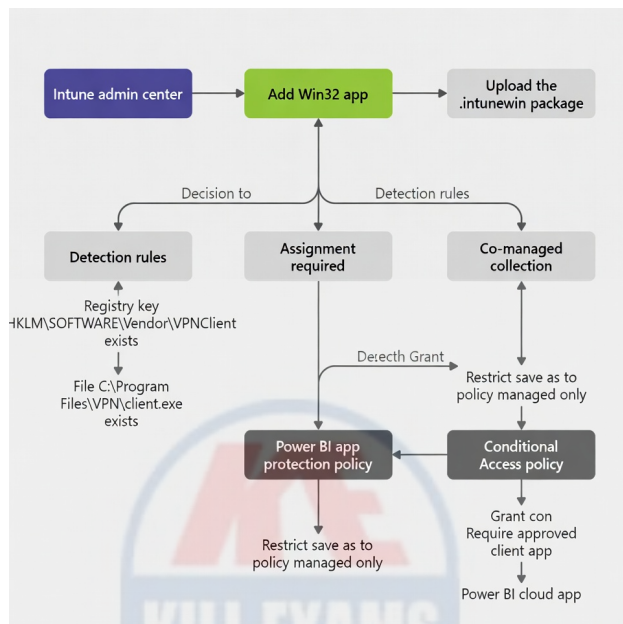 Intune admin center
Add Win32 app
Upload the
.intunewin package
Decision to
Detection rules
Detection rules
Assignment
required
Co-managed
collection
Registry key
HKLM\SOFTWARE\Vendor\VPNClient
exists
File C:\Program
Files\VPN\client.exe
exists
Detecth Grant
Restrict save as to
policy managed only
Power BI app
protection policy
Conditional
Access policy
Restrict save as to
policy managed only
Grant con
Require approved
client app
Power BI cloud app
KILL EXAMS